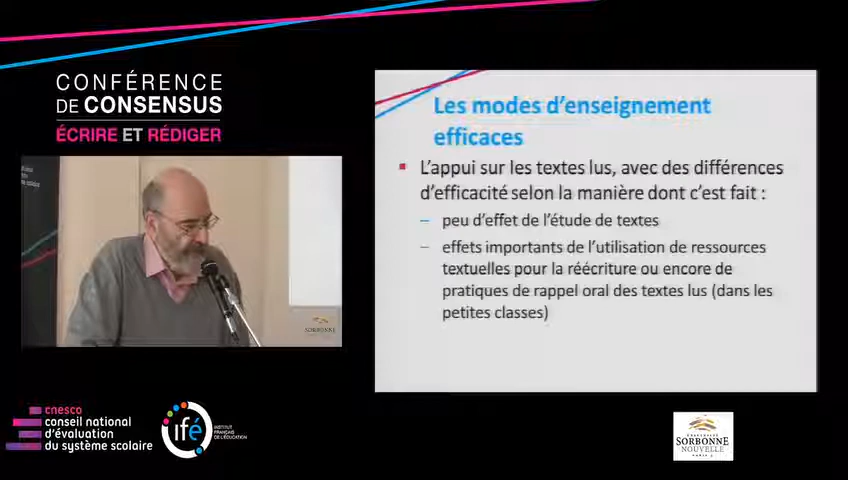 CONFÉRENCE
DE CONSENSUS
ÉCRIRE ET RÉDIGER
Les modes d'enseignement
efficaces
L'appui sur les textes lus, avec des différences
d'efficacité selon la manière dont c'est fait :
– peu d'effet de l'étude de textes
– effets importants de l'utilisation de ressources
textuelles pour la réécriture ou encore de
pratiques de rappel oral des textes lus (dans les
petites classes)
SORBONNE
cnesco
conseil national
d'évaluation
du système scolaire
ifé
INSTITUT
FRANÇAIS
DE L'ÉDUCATION
SORBONNE
NOUVELLE